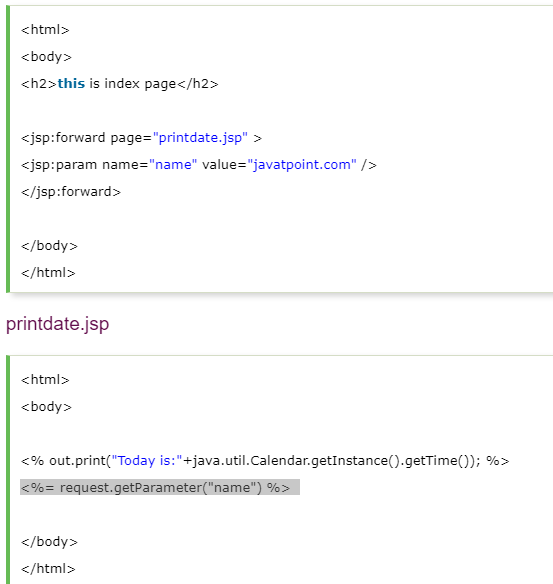 <html>
<body>
<h2>this is index page</h2>
<jsp:forward page="printdate.jsp" >
<jsp:param name="name" value="javatpoint.com" />
</jsp:forward>
</body>
</html>
printdate.jsp
<html>
<body>
<% out.print("Today is:"+java.util.Calendar.getInstance().getTime()); %>
<%= request.getParameter("name") %>
</body>
</html>